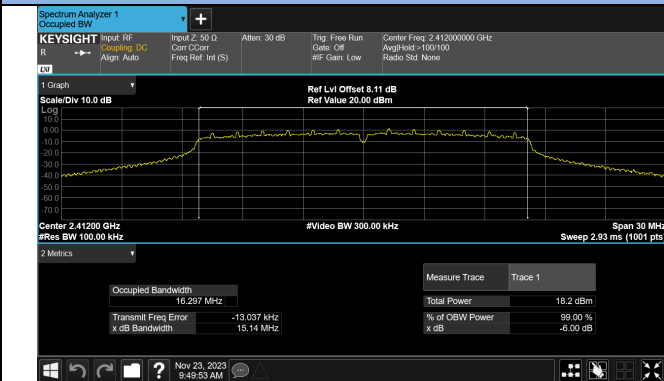 Spectrum Analyzer 1
Occupied BW
+
KEYSIGHT Input: RF Input Z: 50 Ω Atten: 30 dB Trig: Free Run Center Freq: 2.412000000 GHz
Coupling: DC Corr CCorr Gate: Off Avg|Hold:>100/100
R Align: Auto Freq Ref: Int (S) #IF Gain: Low Radio Std: None
LXI
1 Graph
Ref Lvl Offset 8.11 dB
Scale/Div 10.0 dB Ref Value 20.00 dBm
Log
10.0
0.00
-10.0
-20.0
-30.0
-40.0
-50.0
-60.0
-70.0
Center 2.41200 GHz #Video BW 300.00 kHz Span 30 MHz
#Res BW 100.00 kHz Sweep 2.93 ms (1001 pts)
2 Metrics
Measure Trace Trace 1
Occupied Bandwidth
16.297 MHz Total Power 18.2 dBm
Transmit Freq Error -13.037 kHz % of OBW Power 99.00 %
x dB Bandwidth 15.14 MHz x dB -6.00 dB
? Nov 23, 2023
9:49:53 AM